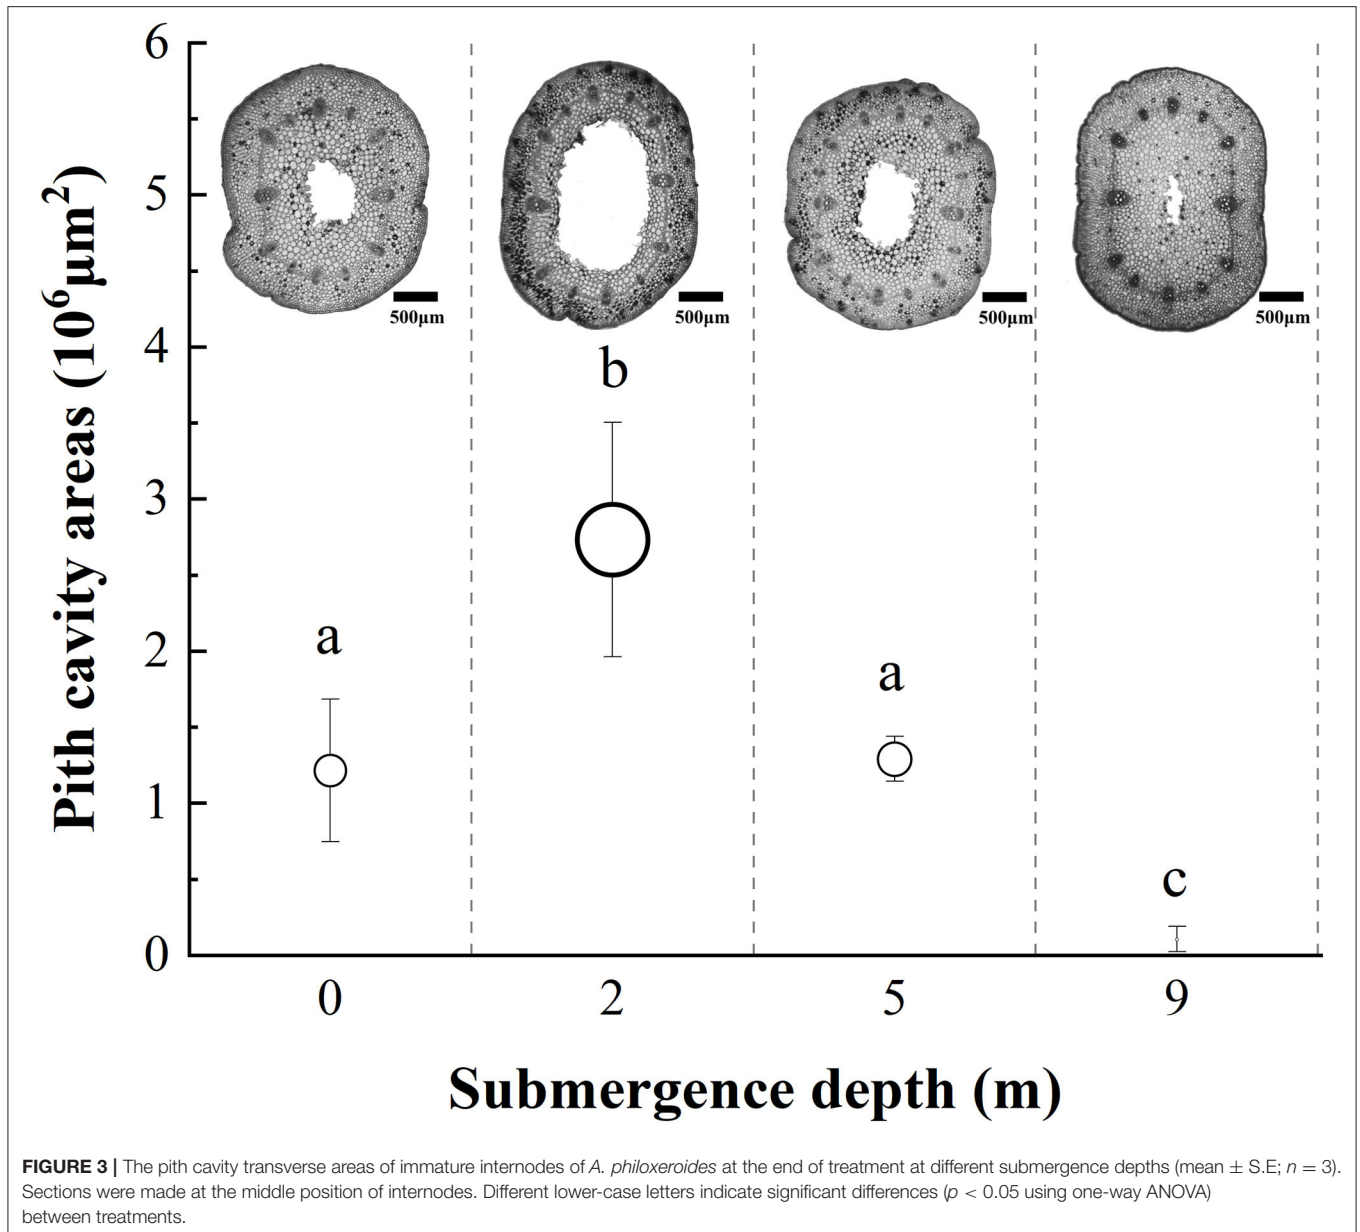 6
5
4
3
2
1
0
Pith cavity areas (10⁶μm²)
500μm
500μm
500μm
500μm
a
b
a
c
0 2 5 9
Submergence depth (m)
FIGURE 3 | The pith cavity transverse areas of immature internodes of A. philoxeroides at the end of treatment at different submergence depths (mean ± S.E; n = 3).
Sections were made at the middle position of internodes. Different lower-case letters indicate significant differences (p < 0.05 using one-way ANOVA)
between treatments.